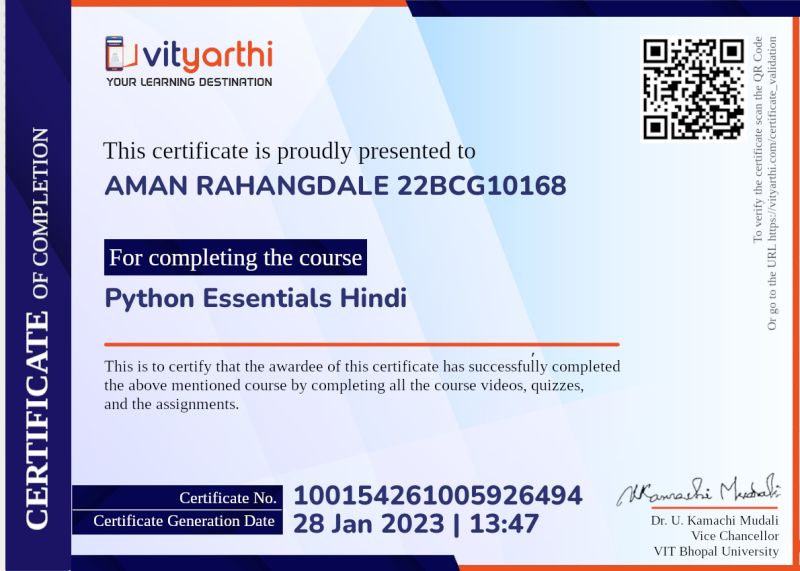 CERTIFICATE OF COMPLETION
vityarthi
YOUR LEARNING DESTINATION
To verify the certificate scan the QR Code
Or go to the URL https://vityarthi.com/certificate_validation
This certificate is proudly presented to
AMAN RAHANGDALE 22BCG10168
For completing the course
Python Essentials Hindi
This is to certify that the awardee of this certificate has successfully completed
the above mentioned course by completing all the course videos, quizzes,
and the assignments.
Certificate No. 100154261005926494
Certificate Generation Date 28 Jan 2023 | 13:47
UKamachi Mudali
Dr. U. Kamachi Mudali
Vice Chancellor
VIT Bhopal University